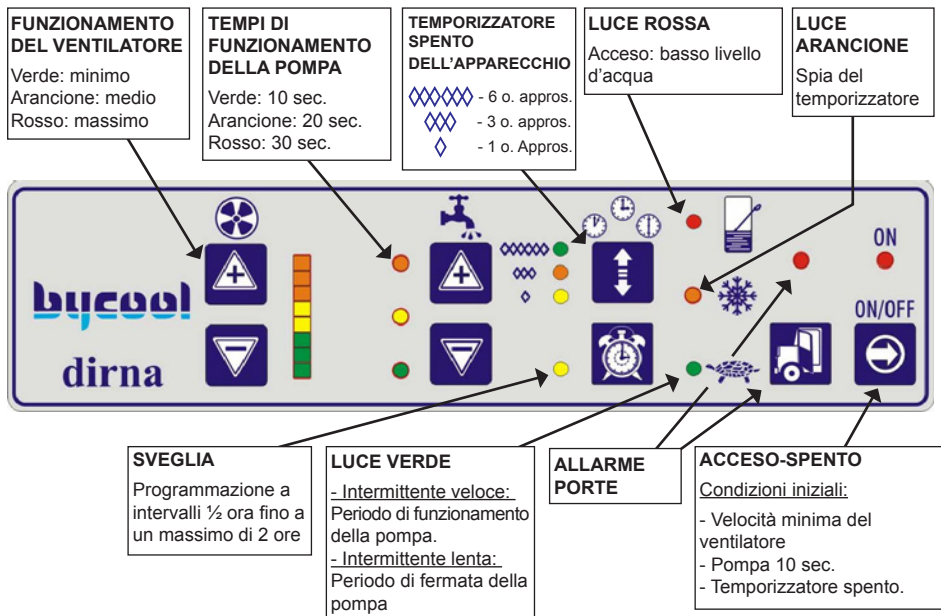 FUNZIONAMENTO
DEL VENTILATORE
Verde: minimo
Arancione: medio
Rosso: massimo
TEMPI DI
FUNZIONAMENTO
DELLA POMPA
Verde: 10 sec.
Arancione: 20 sec.
Rosso: 30 sec.
TEMPORIZZATORE
SPENTO
DELL'APPARECCHIO
- 6 o. appros.
- 3 o. appros.
- 1 o. Appros.
LUCE ROSSA
Acceso: basso livello
d'acqua
LUCE
ARANCIONE
Spia del
temporizzatore
bycool
dirna
ON
ON/OFF
SVEGLIA
Programmazione a
intervalli ½ ora fino a
un massimo di 2 ore
LUCE VERDE
- Intermittente veloce:
Periodo di funzionamento
della pompa.
- Intermittente lenta:
Periodo di fermata della
pompa
ALLARME
PORTE
ACCESO-SPENTO
Condizioni iniziali:
- Velocità minima del
ventilatore
- Pompa 10 sec.
- Temporizzatore spento.